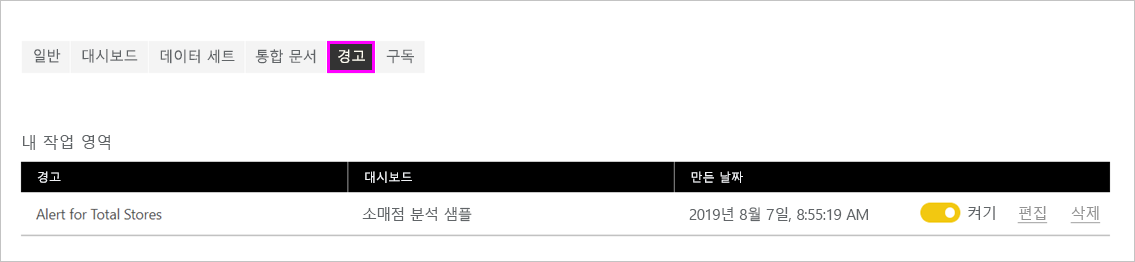 일반 대시보드 데이터 세트 통합 문서 경고 구독
내 작업 영역
경고 대시보드 만든 날짜
Alert for Total Stores 소매점 분석 샘플 2019년 8월 7일, 8:55:19 AM 켜기 편집 삭제